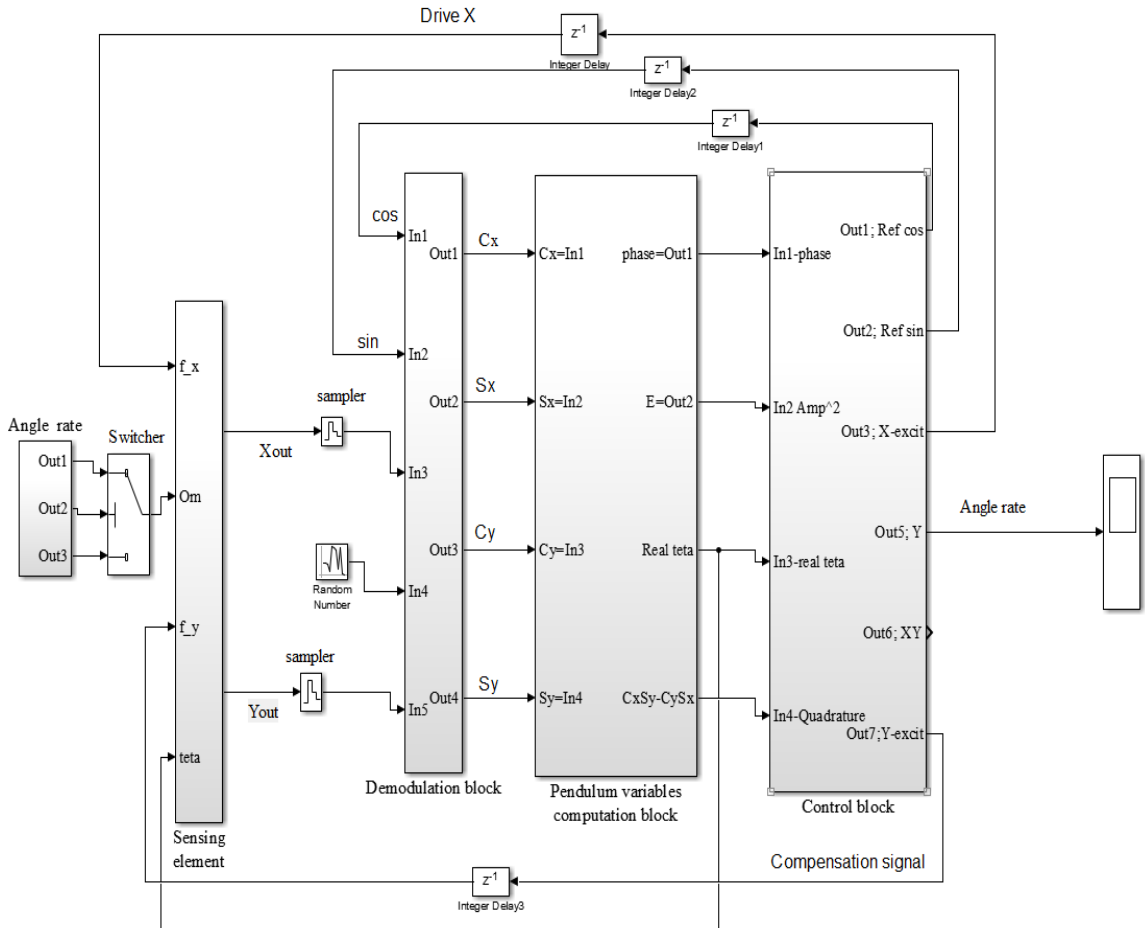 Drive X
z-1
Integer Delay
z-1
Integer Delay2
z-1
Integer Delay1
cos
In1
Out1
Cx
Cx=In1
phase=Out1
In1-phase
Out1; Ref cos
sin
In2
Out2; Ref sin
f_x
sampler
Out2
Sx
Sx=In2
E=Out2
In2 Amp^2
Out3; X-excit
Angle rate
Switcher
Xout
In3
Out1
Om
Out2
Out3
Angle rate
Out5; Y
Random
Number
In4
Out3
Cy
Cy=In3
Real teta
In3-real teta
f_y
Out6; XY
sampler
Yout
In5
Out4
Sy
Sy=In4
CxSy-CySx
In4-Quadrature
Out7;Y-excit
teta
Demodulation block
Pendulum variables
computation block
Control block
Sensing
element
Compensation signal
z-1
Integer Delay3